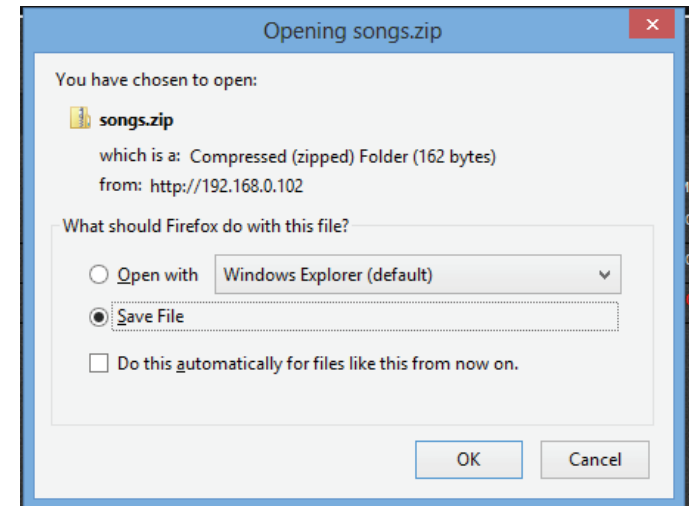 Opening songs.zip
You have chosen to open:
songs.zip
which is a: Compressed (zipped) Folder (162 bytes)
from: http://192.168.0.102
What should Firefox do with this file?
Open with Windows Explorer (default)
Save File
Do this automatically for files like this from now on.
OK Cancel